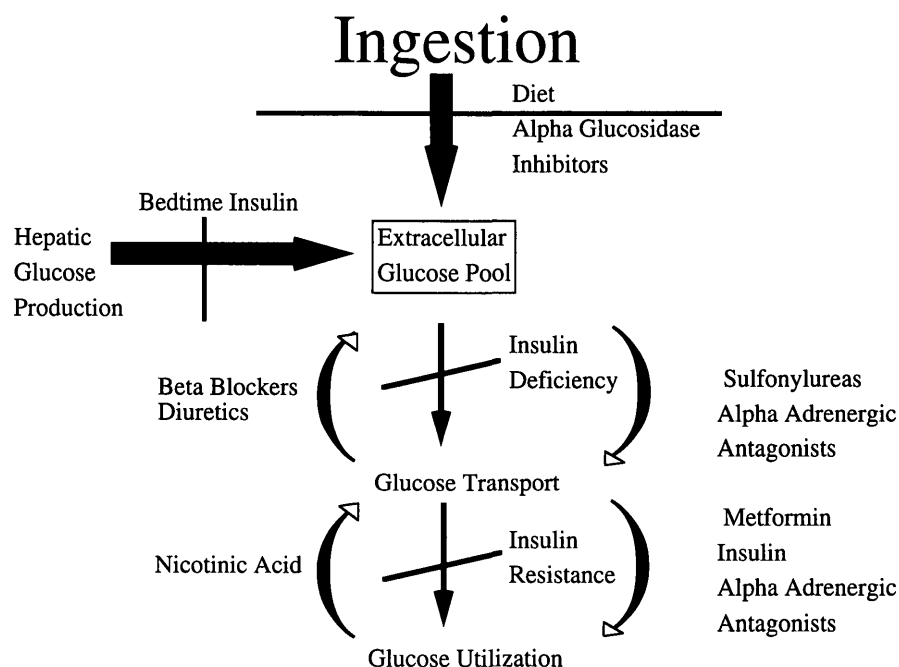 Ingestion
Diet
Alpha Glucosidase
Inhibitors
Bedtime Insulin
Hepatic
Glucose
Production
Extracellular
Glucose Pool
Insulin
Deficiency
Beta Blockers
Diuretics
Sulfonylureas
Alpha Adrenergic
Antagonists
Glucose Transport
Nicotinic Acid
Insulin
Resistance
Metformin
Insulin
Alpha Adrenergic
Antagonists
Glucose Utilization